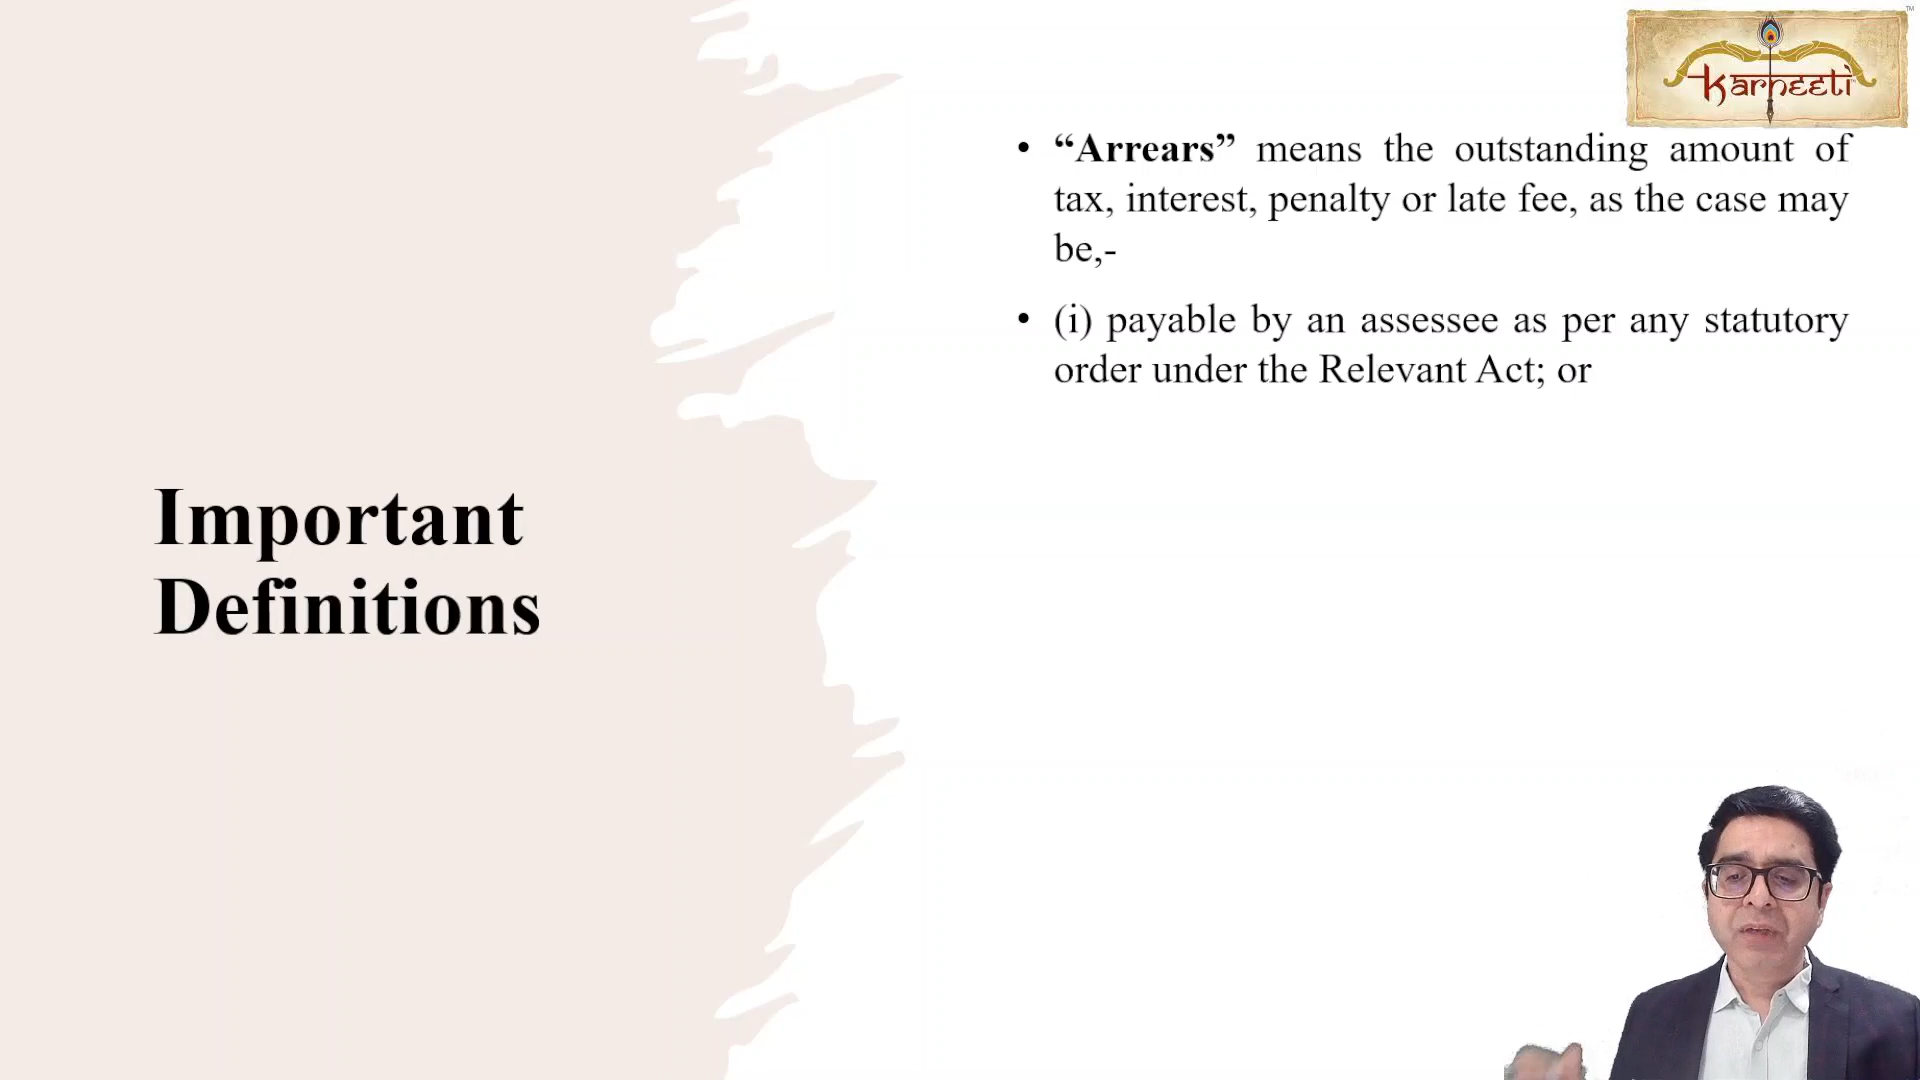 Karneeti
TM
• “Arrears” means the outstanding amount of
tax, interest, penalty or late fee, as the case may
be,-
• (i) payable by an assessee as per any statutory
order under the Relevant Act; or
Important
Definitions